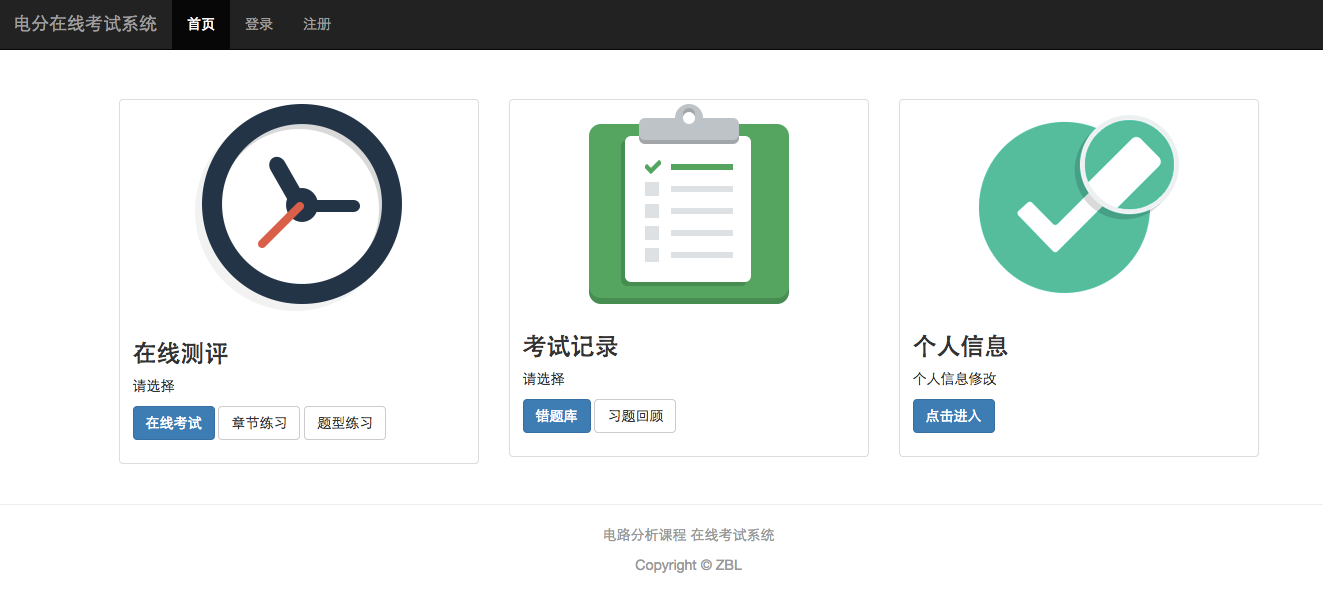 电分在线考试系统 首页 登录 注册
在线测评
请选择
在线考试 章节练习 题型练习
考试记录
请选择
错题库 习题回顾
个人信息
个人信息修改
点击进入
电路分析课程 在线考试系统
Copyright © ZBL